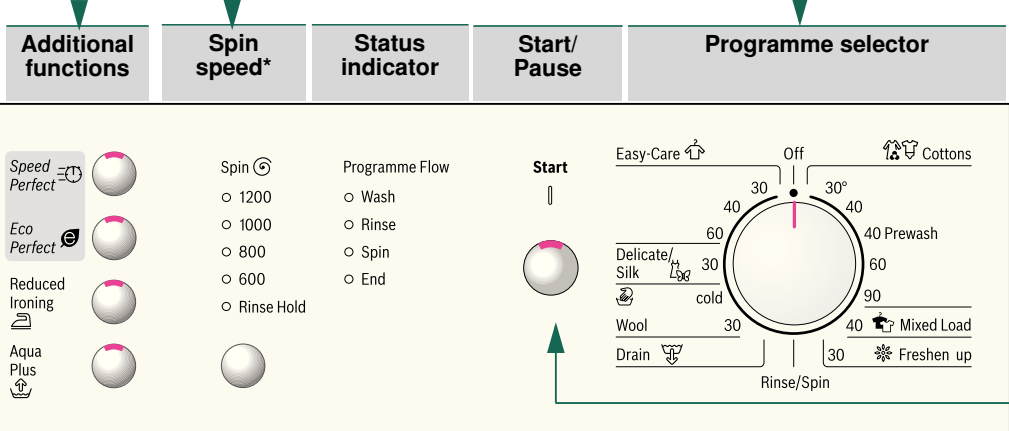 Additional
functions
Spin
speed*
Status
indicator
Start/
Pause
Programme selector
Speed
Perfect
Eco
Perfect
Reduced
Ironing
Aqua
Plus
Spin
1200
1000
800
600
Rinse Hold
Programme Flow
Wash
Rinse
Spin
End
Start
Easy-Care
Off
Cottons
30
30°
40
40
60
40 Prewash
Delicate/
Silk
30
60
cold
90
Wool
30
40
Mixed Load
Drain
30
Freshen up
Rinse/Spin